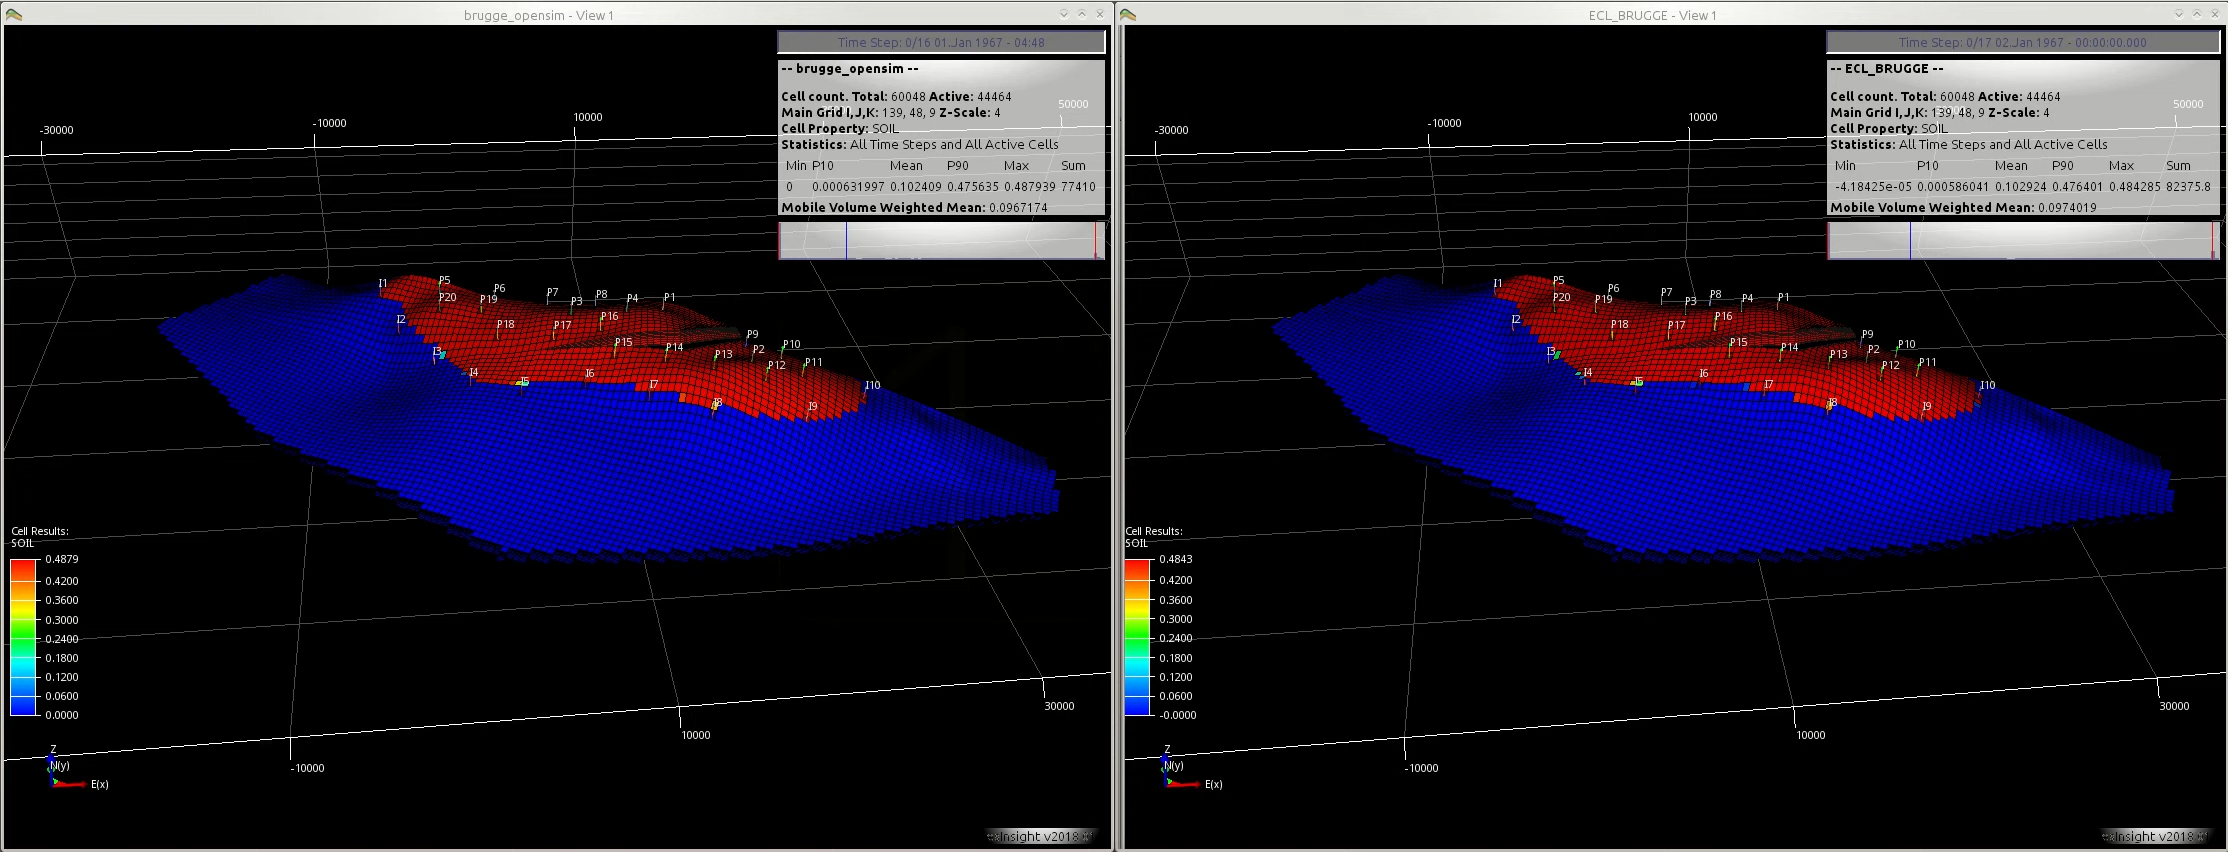 brugge_opensim - View 1
Time Step: 0/16 01.Jan 1967 - 04:48
-- brugge_opensim --
Cell count. Total: 60048 Active: 44464
Main Grid I,J,K: 139, 48, 9 Z-Scale: 4
Cell Property: SOIL
Statistics: All Time Steps and All Active Cells
Min P10 Mean P90 Max Sum
0 0.000631997 0.102409 0.475635 0.487939 77410
Mobile Volume Weighted Mean: 0.0967174
50000
-30000
-10000
10000
I1
P5
P20
P6
P19
P7
P3
P8
P4
P1
I2
P18
P17
P16
P9
I3
P15
P14
P13
P2
P10
P12
P11
I4
I5
I6
I7
I8
I9
I10
Cell Results:
SOIL
0.4879
0.4200
0.3600
0.3000
0.2400
0.1800
0.1200
0.0600
0.0000
30000
10000
-10000
Z
N(y)
E(x)
Insight v2018
ECL_BRUGGE - View 1
Time Step: 0/17 02.Jan 1967 - 00:00:00.000
-- ECL_BRUGGE --
Cell count. Total: 60048 Active: 44464
Main Grid I,J,K: 139, 48, 9 Z-Scale: 4
Cell Property: SOIL
Statistics: All Time Steps and All Active Cells
Min P10 Mean P90 Max Sum
-4.18425e-05 0.000586041 0.102924 0.476401 0.484285 82375.8
Mobile Volume Weighted Mean: 0.0974019
50000
-30000
-10000
10000
I1
P5
P20
P6
P19
P7
P3
P8
P4
P1
I2
P18
P17
P16
P9
I3
P15
P14
P13
P2
P10
P12
P11
I4
I5
I6
I7
I8
I9
I10
Cell Results:
SOIL
0.4843
0.4200
0.3600
0.3000
0.2400
0.1800
0.1200
0.0600
-0.0000
30000
10000
-10000
Z
N(y)
E(x)
Insight v2018